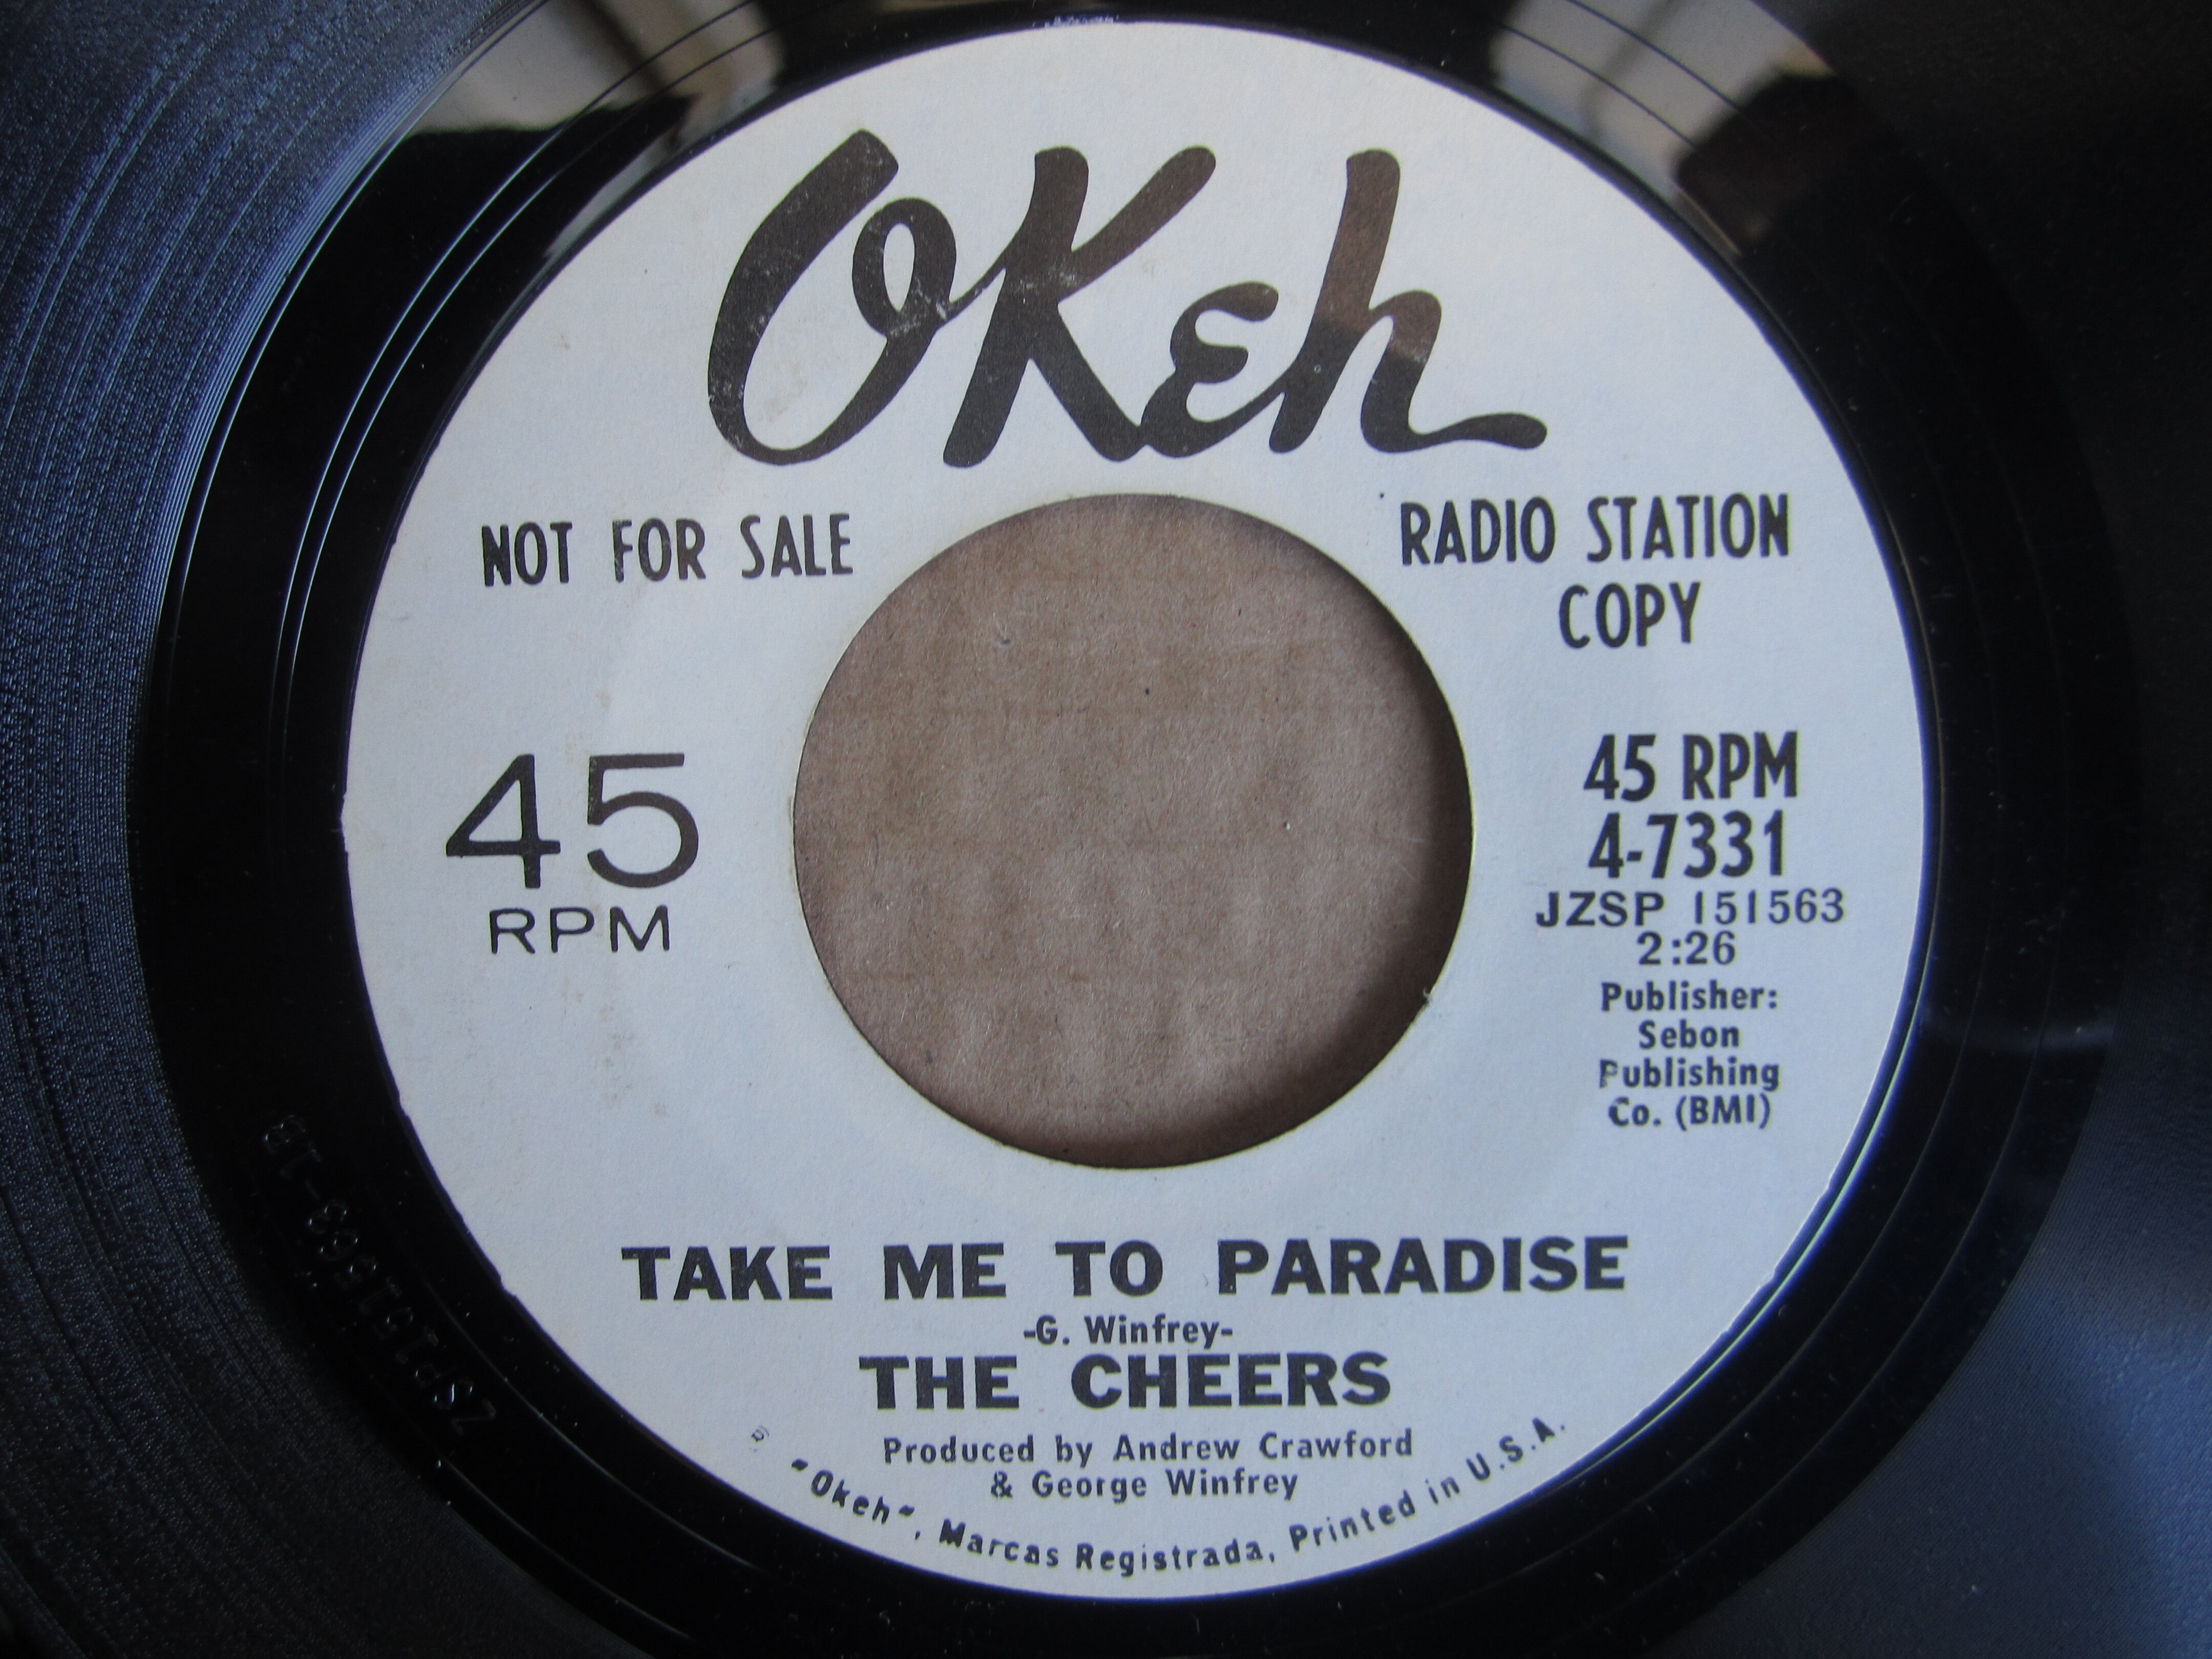 OKeh
NOT FOR SALE
RADIO STATION
COPY
45
RPM
45 RPM
4-7331
JZSP 151563
2:26
Publisher:
Sebon
Publishing
Co. (BMI)
TAKE ME TO PARADISE
-G. Winfrey-
THE CHEERS
Produced by Andrew Crawford
& George Winfrey
"Okeh", Marcas Registrada, Printed in U.S.A.